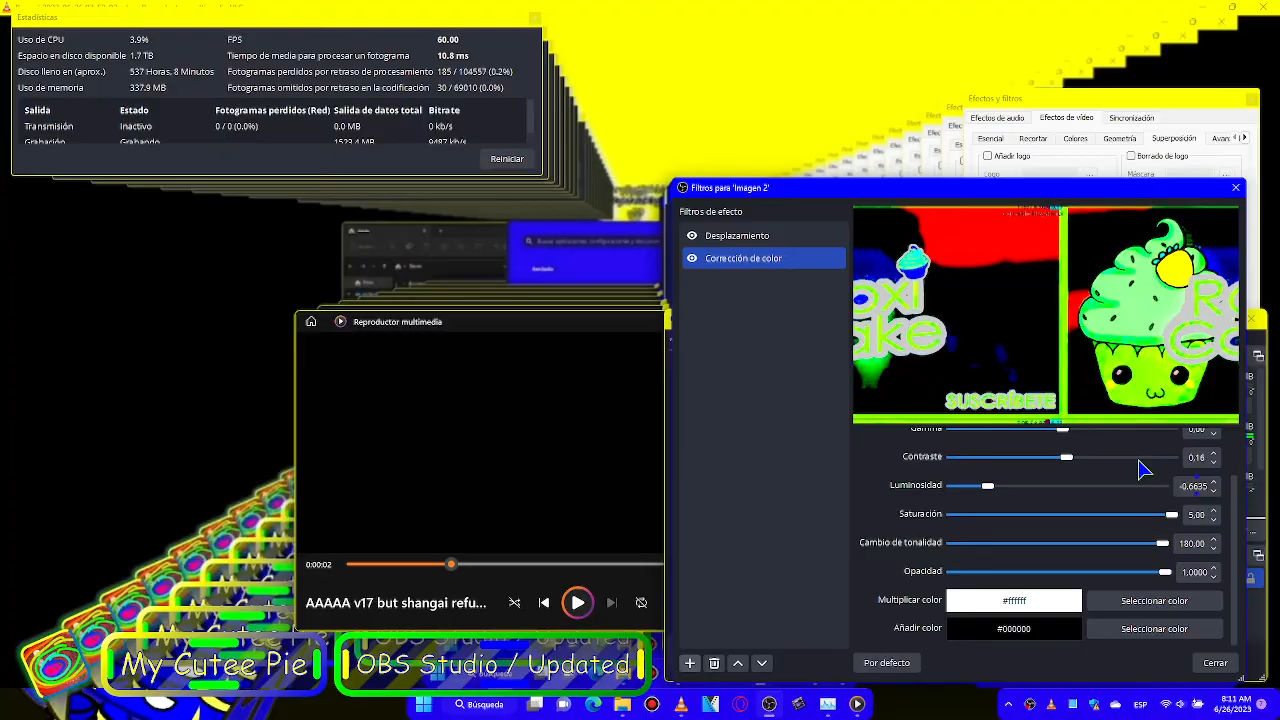 Estadísticas
Uso de CPU 3.9% FPS 60.00
Espacio en disco disponible 1.7 TB Tiempo de media para procesar un fotograma 10.8 ms
Disco lleno en (aprox.) 537 Horas, 8 Minutos 185 / 104557 (0.2%)
Uso de memoria 337.9 MB Fotogramas omitidos en la codificación 30 / 69010 (0.0%)
Salida Estado Fotogramas perdidos (Red) Salida de datos total Bitrate
Transmisión Inactivo 0 / 0 (0.0%) 0.0 MB 0 kb/s
Grabación Grabando
Reiniciar
Efectos y filtros
Efectos de audio Efectos de vídeo Sincronización
Esencial Recortar Colores Geometría Superposición
Añadir logo Borrado de logo
Logo Máscara
Filtros para 'Imagen 2'
Filtros de efecto
Desplazamiento
Corrección de color
SUSCRÍBETE
Gamma 0,00
Contraste 0,16
Luminosidad -0,6635
Saturación 5,00
Cambio de tonalidad 180.00
Opacidad 1,0000
Multiplicar color #ffffff Seleccionar color
Añadir color #000000 Seleccionar color
Por defecto Cerrar
Reproductor multimedia
0:00:02
AAAAA v17 but shangai refu...
My Cutee Pie
OBS Studio / Updated
Búsqueda
ESP
8:11 AM
6/26/2023